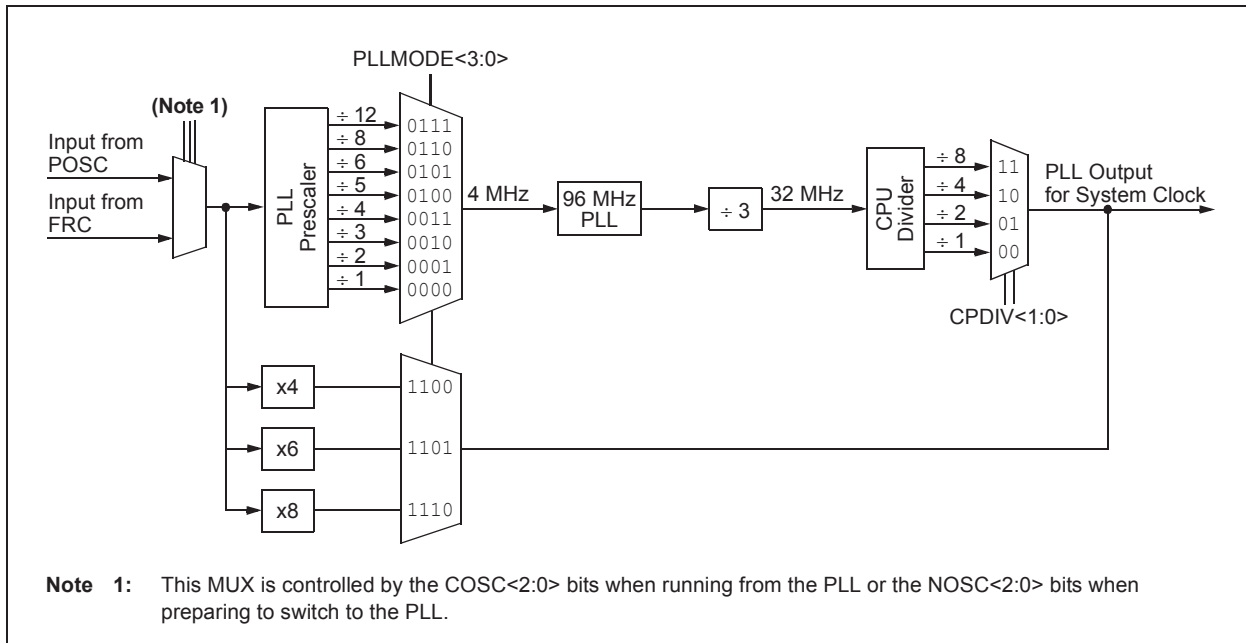 PLLMODE<3:0>
(Note 1)
Input from
POSC
Input from
FRC
PLL
Prescaler
÷ 12
÷ 8
÷ 6
÷ 5
÷ 4
÷ 3
÷ 2
÷ 1
0111
0110
0101
0100
0011
0010
0001
0000
4 MHz
96 MHz
PLL
÷ 3
32 MHz
CPU
Divider
÷ 8
÷ 4
÷ 2
÷ 1
11
10
01
00
CPDIV<1:0>
PLL Output
for System Clock
x4
x6
x8
1100
1101
1110
Note 1: This MUX is controlled by the COSC<2:0> bits when running from the PLL or the NOSC<2:0> bits when
preparing to switch to the PLL.